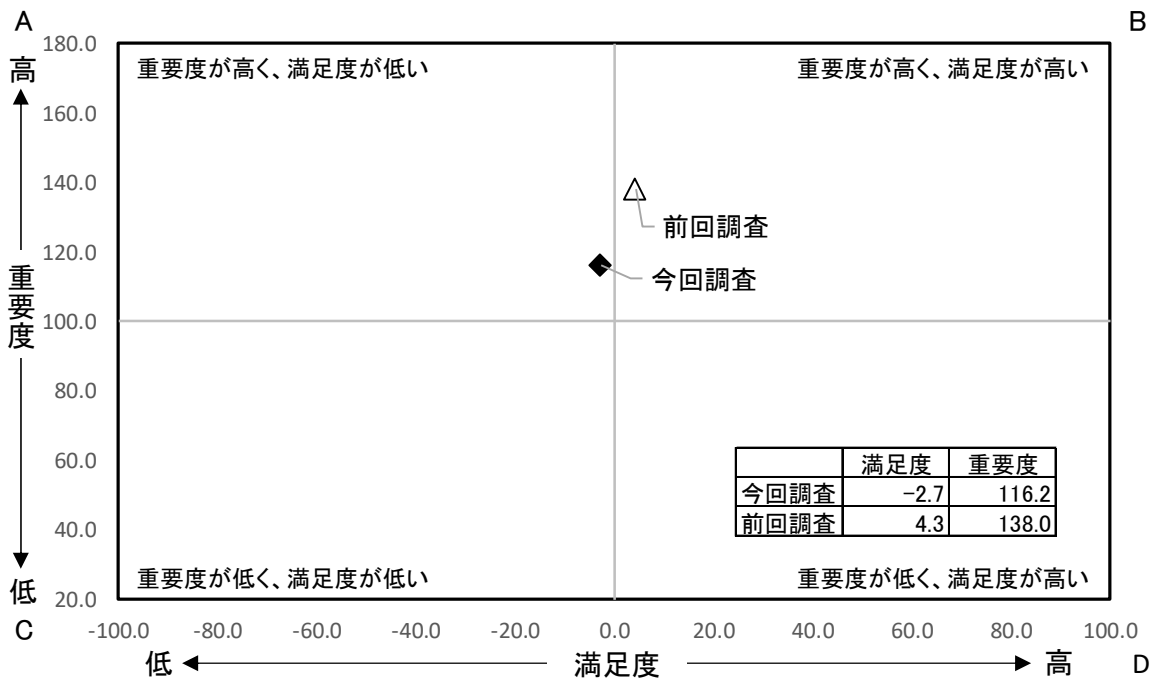 A
B
高
180.0
160.0
140.0
120.0
100.0
80.0
60.0
40.0
20.0
重要度が高く、満足度が低い
重要度が高く、満足度が高い
前回調査
今回調査
重要度
満足度 重要度
今回調査 -2.7 116.2
前回調査 4.3 138.0
重要度が低く、満足度が低い
重要度が低く、満足度が高い
低
C
-100.0 -80.0 -60.0 -40.0 -20.0 0.0 20.0 40.0 60.0 80.0 100.0
低 満足度 高
D